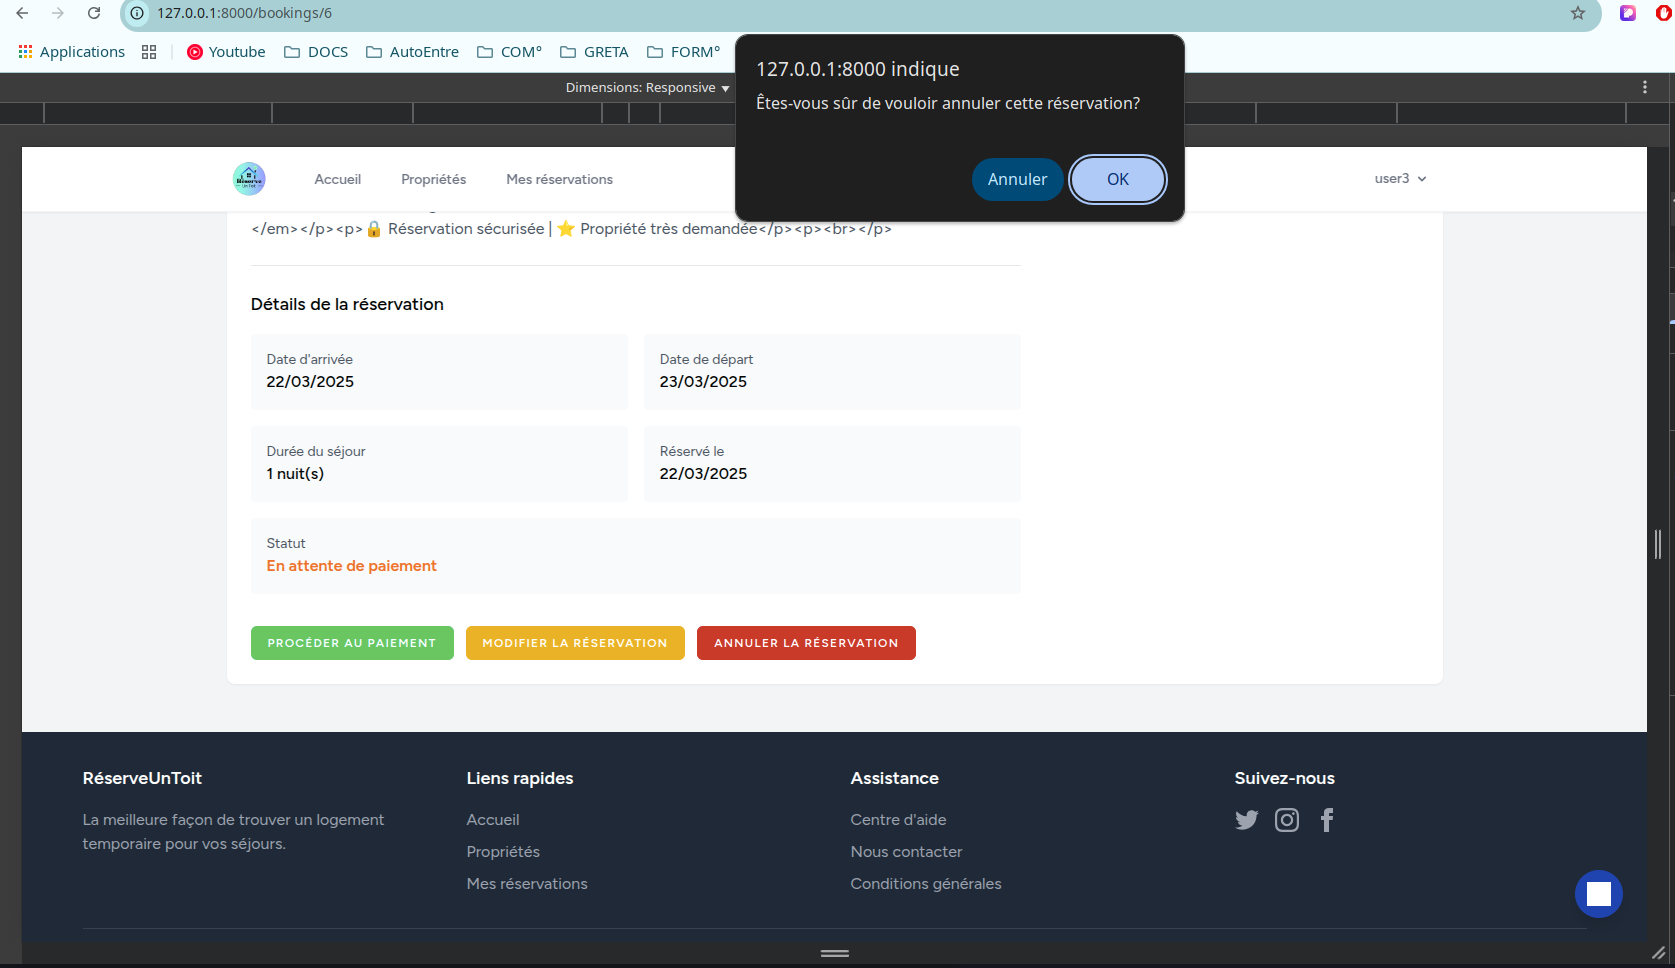 127.0.0.1:8000/bookings/6
Applications
Youtube
DOCS
AutoEntre
COM°
GRETA
FORM°
127.0.0.1:8000 indique
Êtes-vous sûr de vouloir annuler cette réservation?
Annuler
OK
Dimensions: Responsive
Réserve
Accueil
Propriétés
Mes réservations
user3
</em></p><p>🔒 Réservation sécurisée | ⭐ Propriété très demandée</p><p><br></p>
Détails de la réservation
Date d'arrivée
22/03/2025
Date de départ
23/03/2025
Durée du séjour
1 nuit(s)
Réservé le
22/03/2025
Statut
En attente de paiement
PROCÉDER AU PAIEMENT
MODIFIER LA RÉSERVATION
ANNULER LA RÉSERVATION
RéserveUnToit
La meilleure façon de trouver un logement
temporaire pour vos séjours.
Liens rapides
Accueil
Propriétés
Mes réservations
Assistance
Centre d'aide
Nous contacter
Conditions générales
Suivez-nous